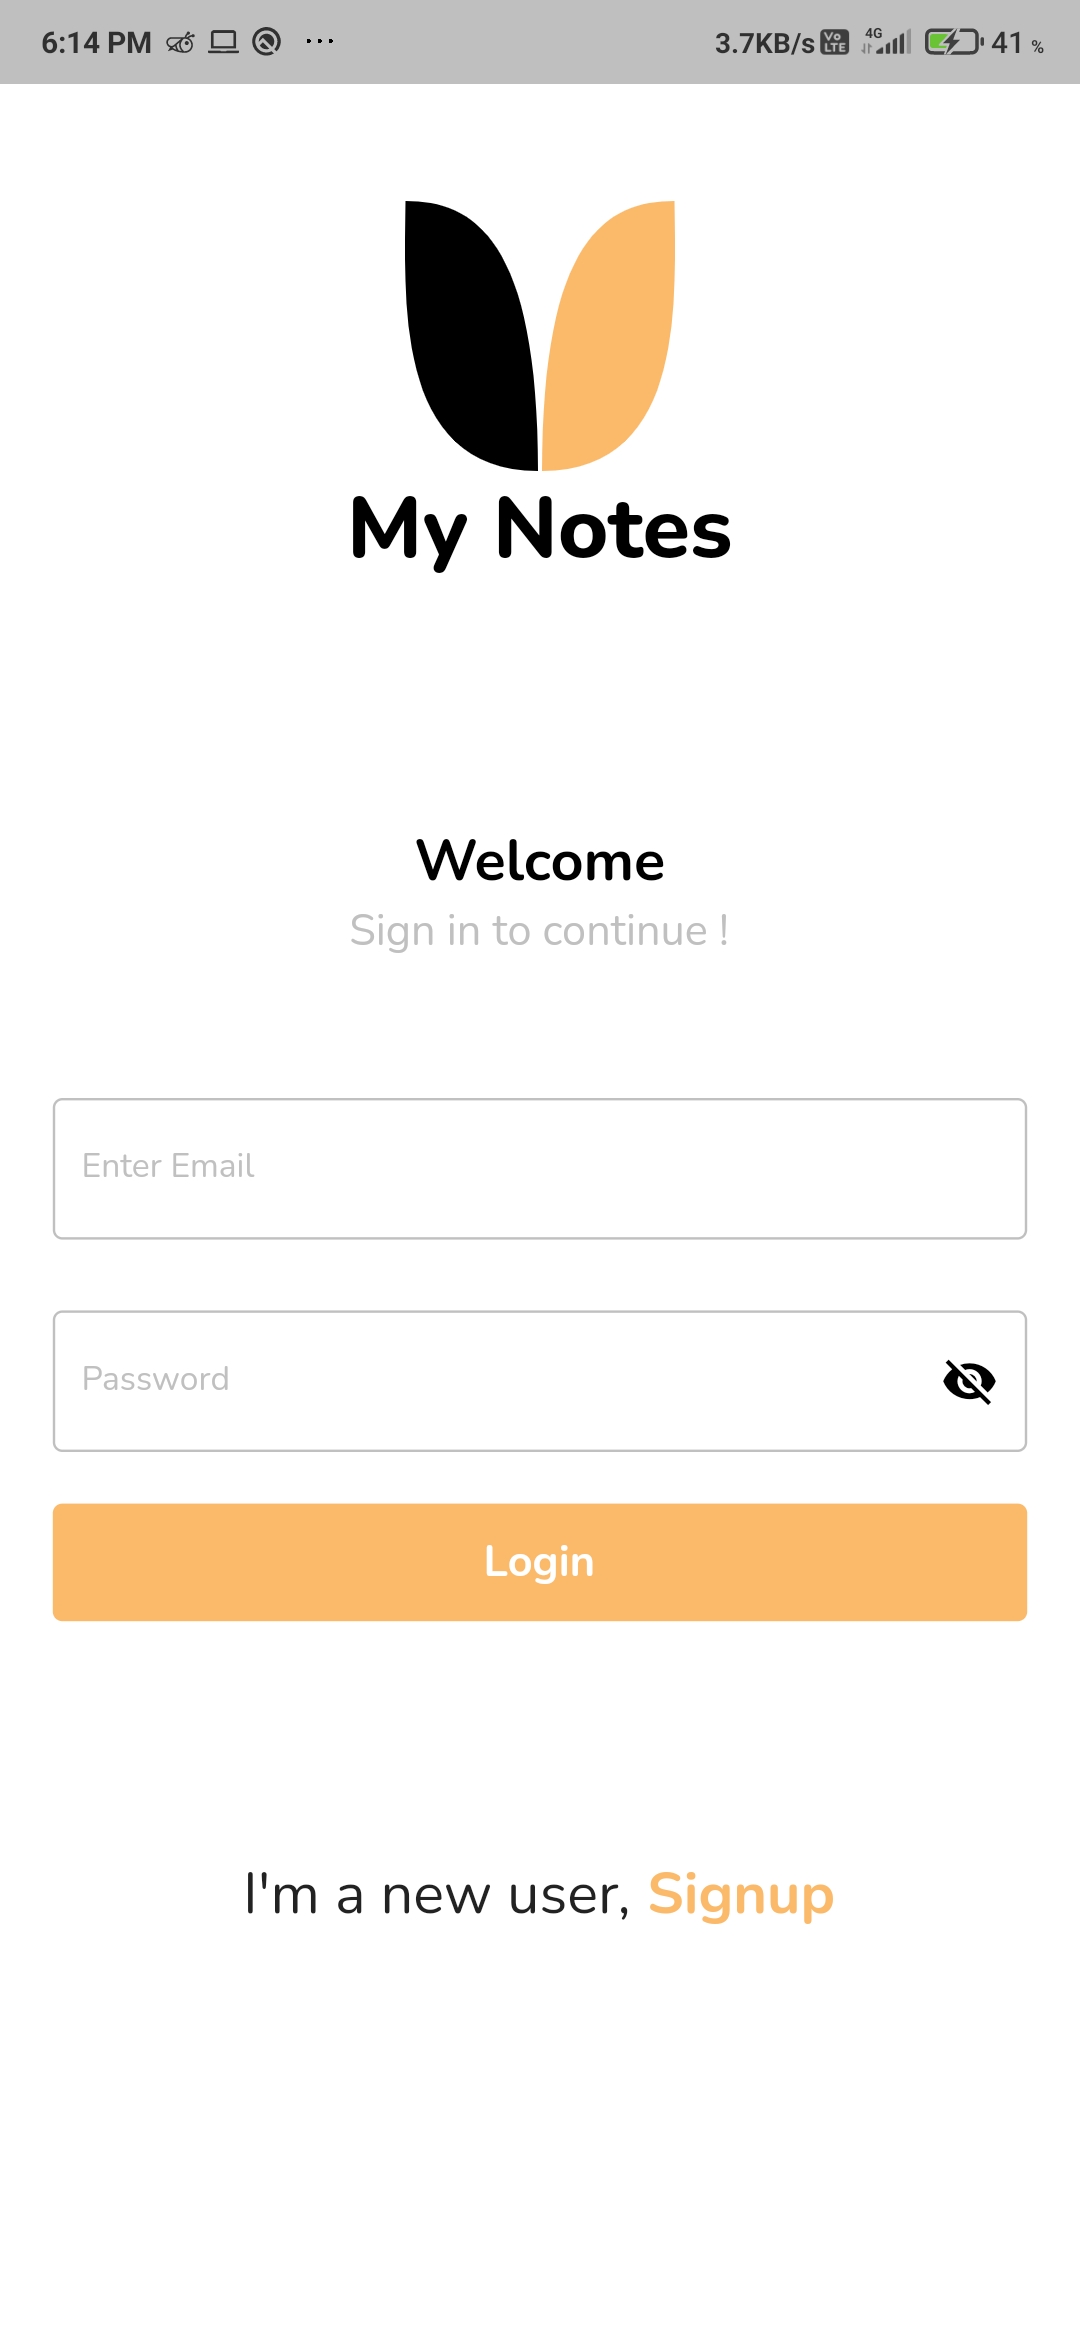 6:14 PM ... 3.7KB/s Vo LTE 4G 41 %
My Notes
Welcome
Sign in to continue !
Enter Email
Password
Login
I'm a new user, Signup